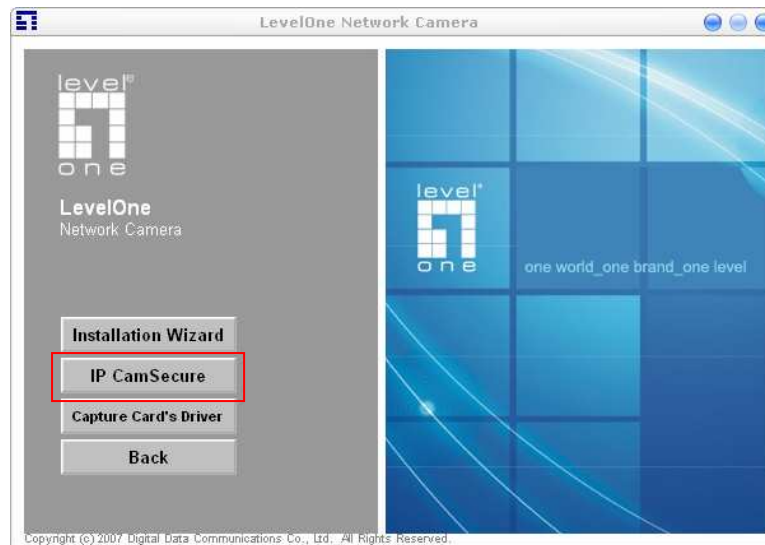 LevelOne Network Camera
level®
one
LevelOne
Network Camera
level®
one
one world_one brand_one level
Installation Wizard
IP CamSecure
Capture Card's Driver
Back
Copyright (c) 2007 Digital Data Communications Co., Ltd. All Rights Reserved.